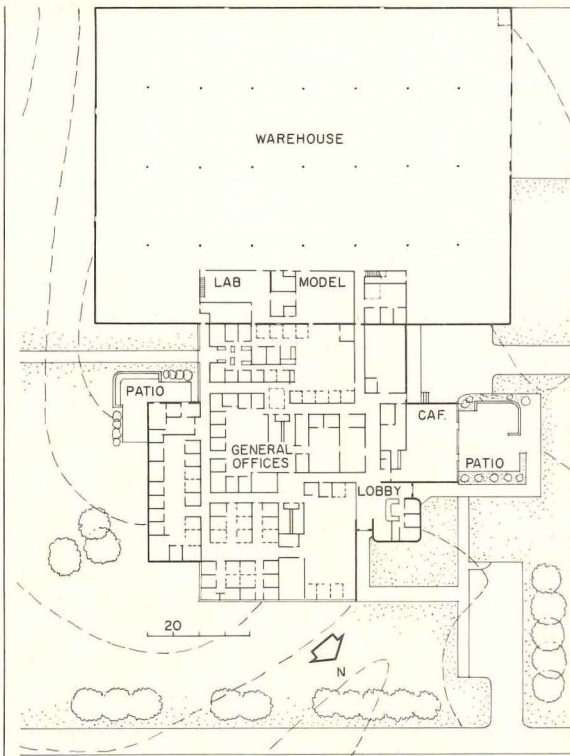 WAREHOUSE
LAB
MODEL
PATIO
CAF.
GENERAL
OFFICES
PATIO
LOBBY
20
N